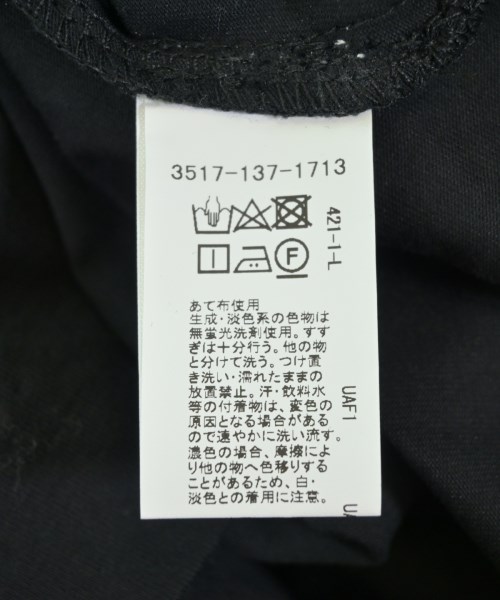 3517-137-1713
421-1-L
F
あて布使用
生成・淡色系の色物は
無蛍光洗剤使用。すす
ぎは十分行う。他の物
と分けて洗う。つけ置
き洗い・濡れたままの
放置禁止。汗・飲料水
等の付着物は、変色の
原因となる場合がある
ので速やかに洗い流す。
濃色の場合、摩擦によ
り他の物へ色移りする
ことがあるため、白・
淡色との着用に注意。
UAF1
UA